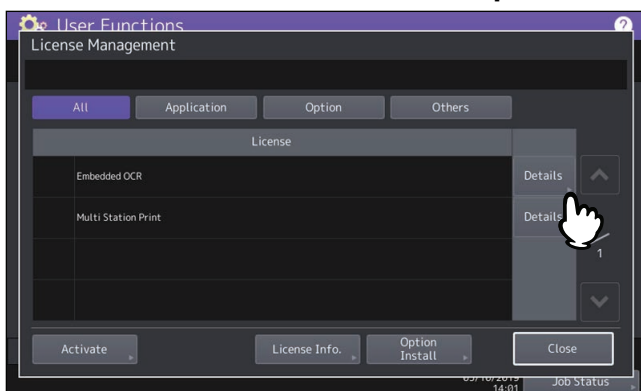 User Functions
?
License Management
All Application Option Others
License
Embedded OCR Details
Multi Station Print Details
1
Activate License Info. Option Install Close
14:01 Job Status